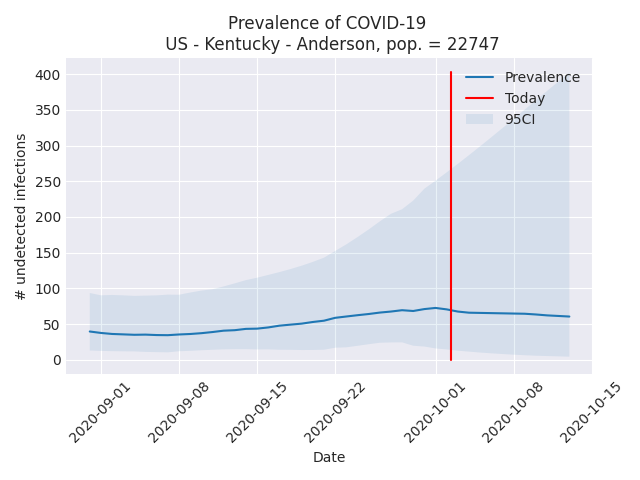 Prevalence of COVID-19
US - Kentucky - Anderson, pop. = 22747
400
350
300
250
200
150
100
50
0
# undetected infections
Prevalence
Today
95CI
2020-09-01
2020-09-08
2020-09-15
2020-09-22
2020-10-01
2020-10-08
2020-10-15
Date